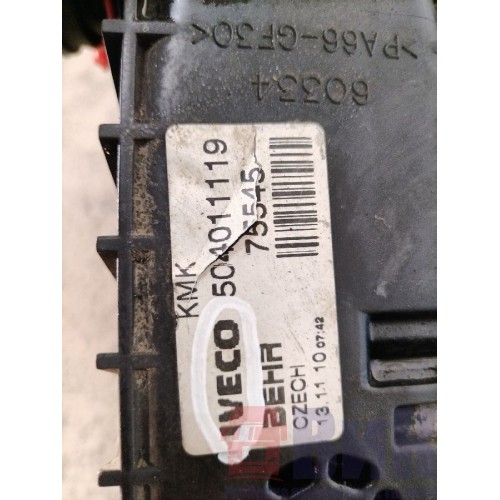 >PA66-GF30<
60334
KMK
IVECO 504011119
BEHR 75545
CZECH
13.11.10 07:42